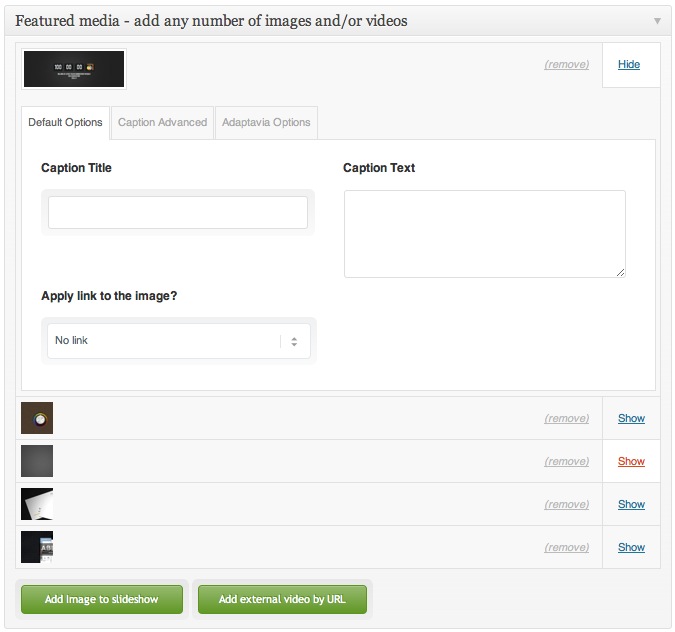 Featured media - add any number of images and/or videos
(remove)
Hide
Default Options
Caption Advanced
Adaptavia Options
Caption Title
Caption Text
Apply link to the image?
No link
(remove)
Show
(remove)
Show
(remove)
Show
(remove)
Show
Add image to slideshow
Add external video by URL